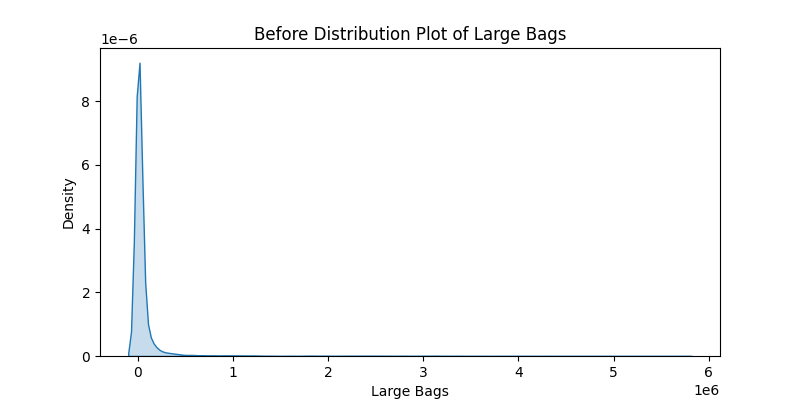 Before Distribution Plot of Large Bags
1e−6
8
6
4
2
0
Density
0 1 2 3 4 5 6
1e6
Large Bags